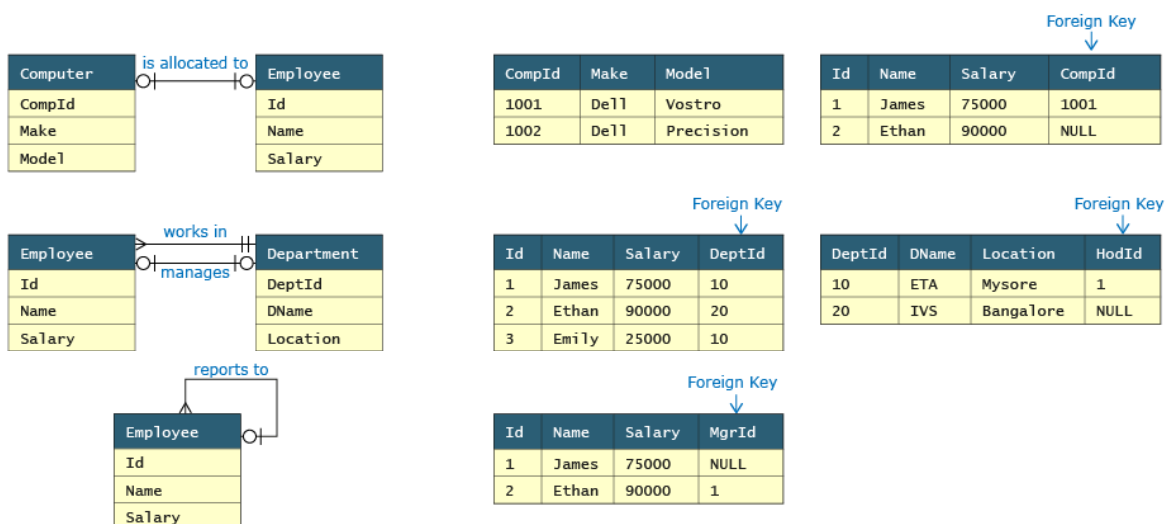 Foreign Key
Computer is allocated to Employee
CompId Id
Make Name
Model Salary
CompId Make Model
1001 Dell Vostro
1002 Dell Precision
Id Name Salary CompId
1 James 75000 1001
2 Ethan 90000 NULL
Foreign Key
Foreign Key
works in
Employee Department
manages
Id DeptId
Name DName
Salary Location
Id Name Salary DeptId
1 James 75000 10
2 Ethan 90000 20
3 Emily 25000 10
DeptId DName Location HodId
10 ETA Mysore 1
20 IVS Bangalore NULL
reports to
Foreign Key
Employee
Id
Name
Salary
Id Name Salary MgrId
1 James 75000 NULL
2 Ethan 90000 1